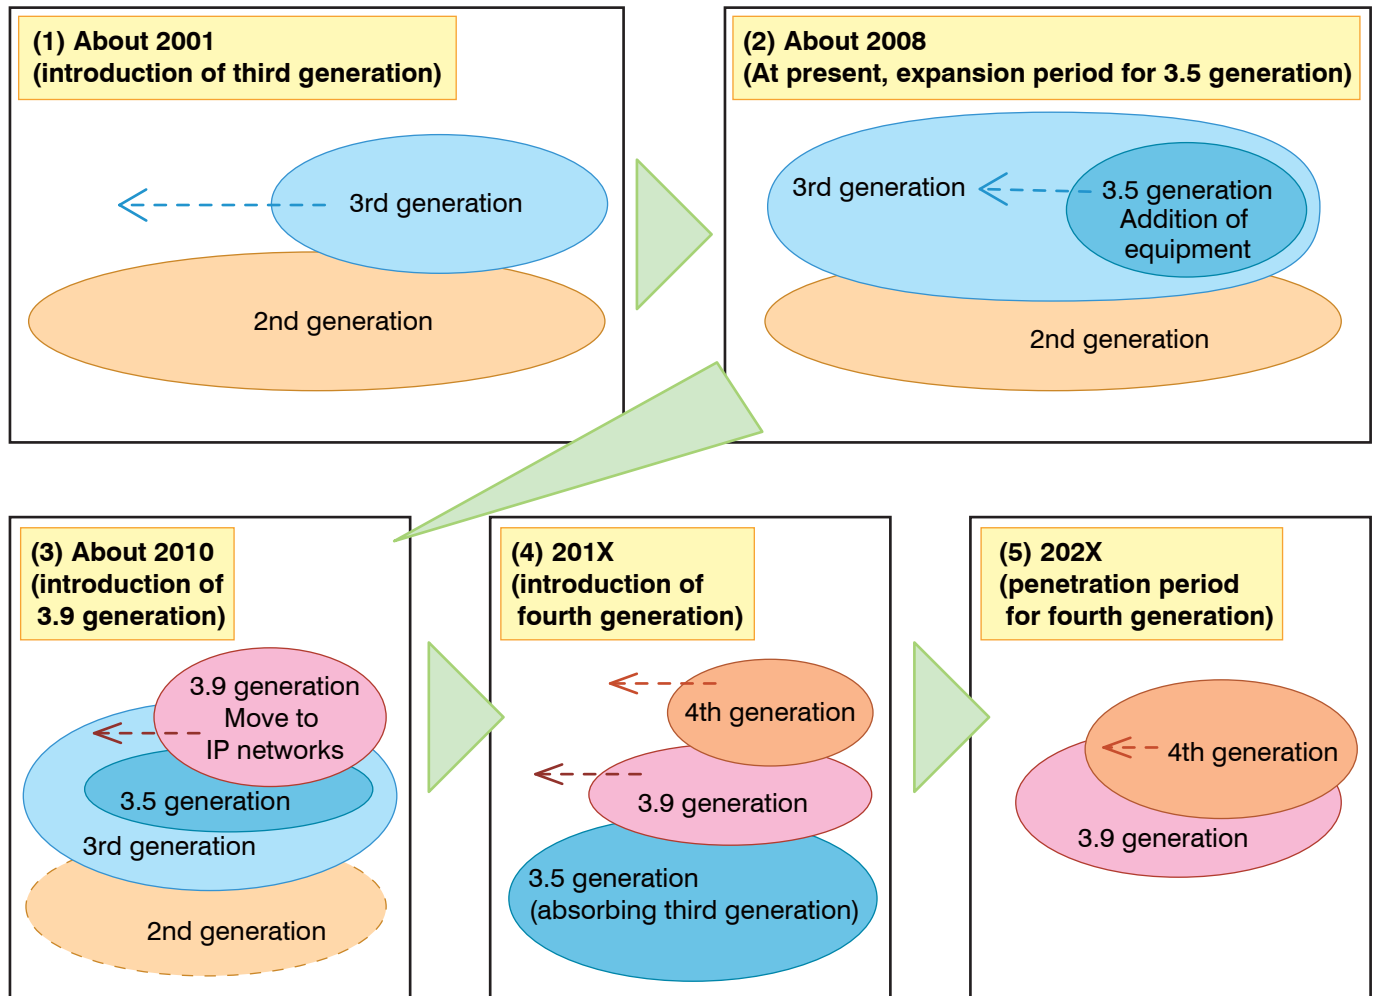 (1) About 2001
(introduction of third generation)
3rd generation
2nd generation
(2) About 2008
(At present, expansion period for 3.5 generation)
3rd generation
3.5 generation
Addition of
equipment
2nd generation
(3) About 2010
(introduction of
3.9 generation)
3.9 generation
Move to
IP networks
3.5 generation
3rd generation
2nd generation
(4) 201X
(introduction of
fourth generation)
4th generation
3.9 generation
3.5 generation
(absorbing third generation)
(5) 202X
(penetration period
for fourth generation)
4th generation
3.9 generation